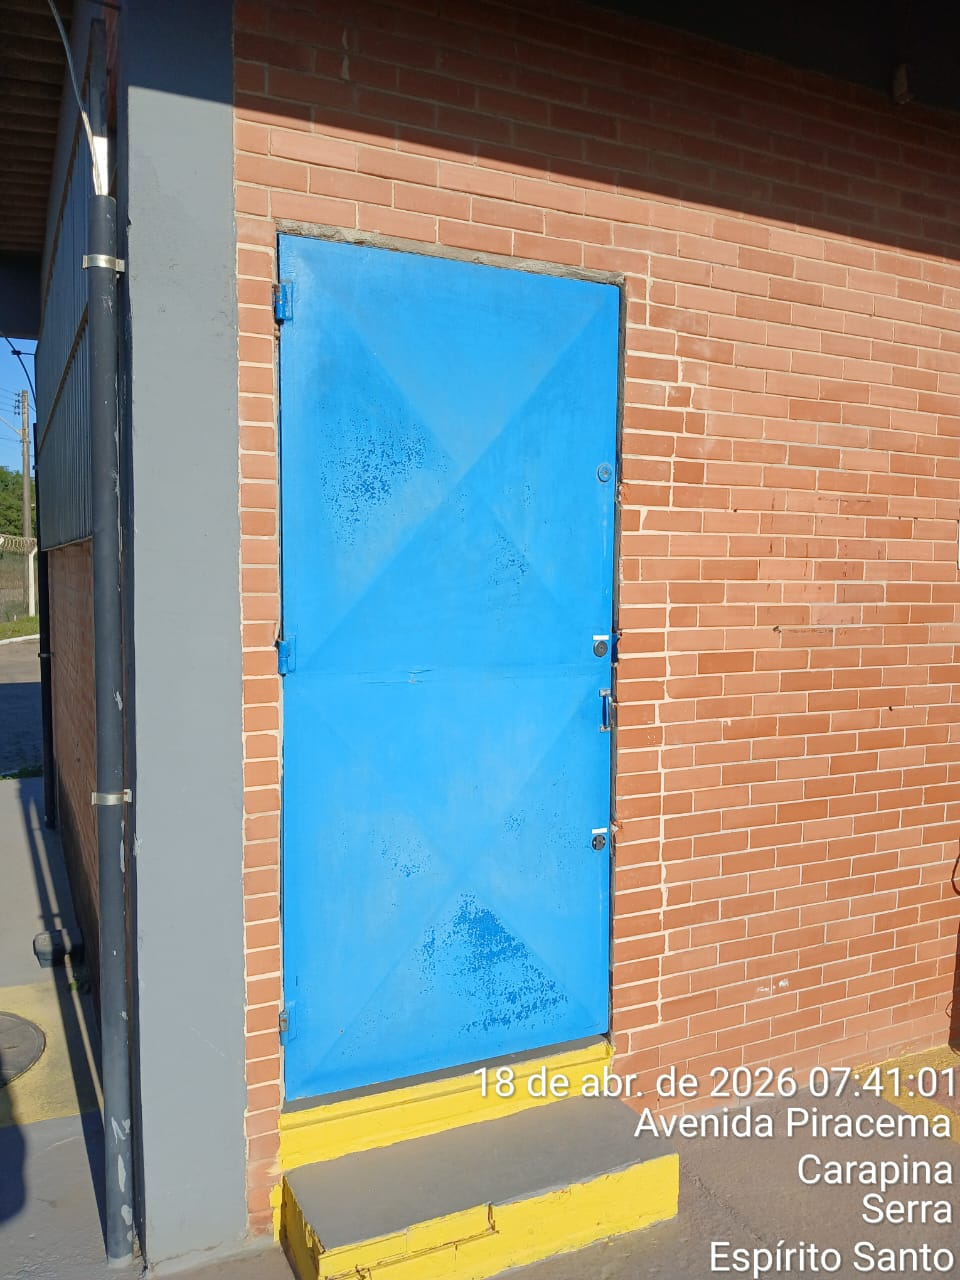 18 de abr. de 2026 07:41:01
Avenida Piracema
Carapina
Serra
Espírito Santo